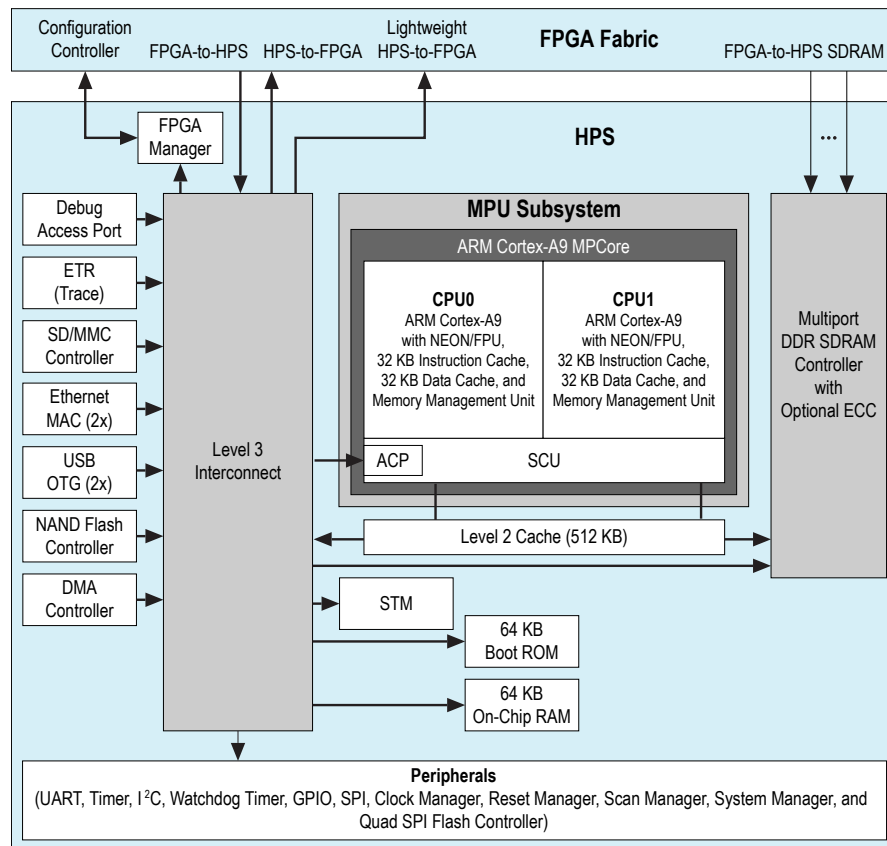 Configuration
Controller
FPGA-to-HPS
HPS-to-FPGA
Lightweight
HPS-to-FPGA
FPGA Fabric
FPGA-to-HPS SDRAM
HPS
...
FPGA
Manager
Debug
Access Port
ETR
(Trace)
SD/MMC
Controller
Ethernet
MAC (2x)
USB
OTG (2x)
NAND Flash
Controller
DMA
Controller
Level 3
Interconnect
MPU Subsystem
ARM Cortex-A9 MPCore
CPU0
ARM Cortex-A9
with NEON/FPU,
32 KB Instruction Cache,
32 KB Data Cache, and
Memory Management Unit
CPU1
ARM Cortex-A9
with NEON/FPU,
32 KB Instruction Cache,
32 KB Data Cache, and
Memory Management Unit
ACP
SCU
Level 2 Cache (512 KB)
Multiport
DDR SDRAM
Controller
with
Optional ECC
STM
64 KB
Boot ROM
64 KB
On-Chip RAM
Peripherals
(UART, Timer, I²C, Watchdog Timer, GPIO, SPI, Clock Manager, Reset Manager, Scan Manager, System Manager, and
Quad SPI Flash Controller)